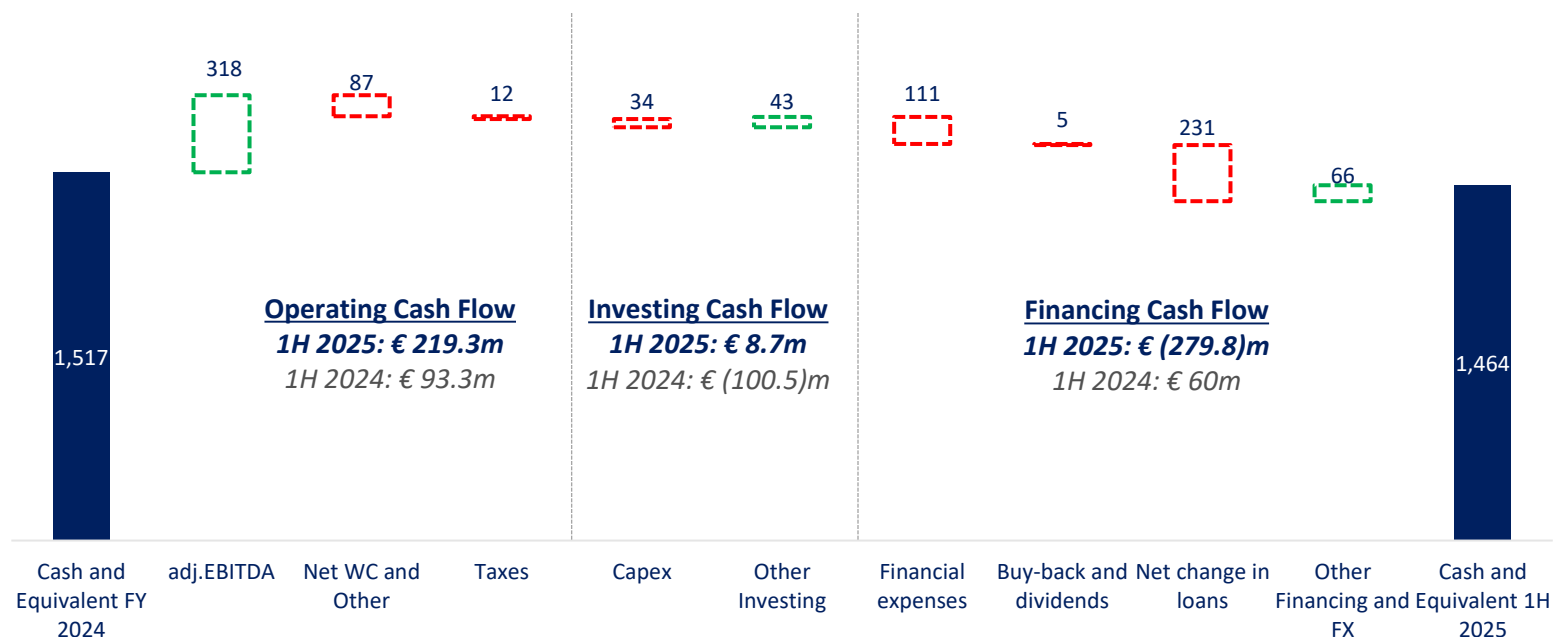 318
87
12
34
43
111
5
231
66
1,517
1,464
Operating Cash Flow
1H 2025: € 219.3m
1H 2024: € 93.3m
Investing Cash Flow
1H 2025: € 8.7m
1H 2024: € (100.5)m
Financing Cash Flow
1H 2025: € (279.8)m
1H 2024: € 60m
Cash and
Equivalent FY
2024
adj.EBITDA
Net WC and
Other
Taxes
Capex
Other
Investing
Financial
expenses
Buy-back and
dividends
Net change in
loans
Other
Financing and
FX
Cash and
Equivalent 1H
2025